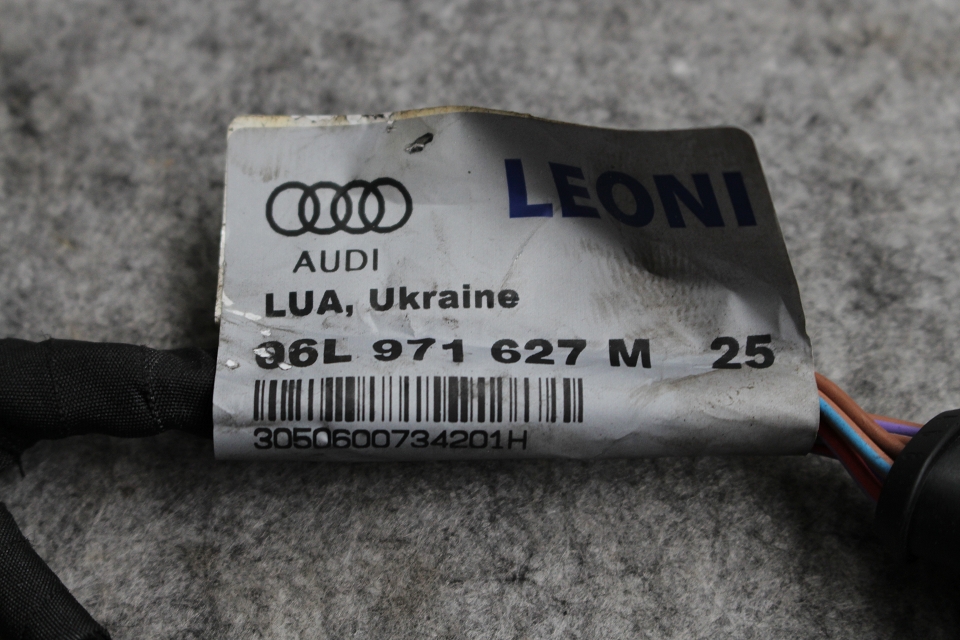 LEONI
AUDI
LUA, Ukraine
06L 971 627 M 25
3050600734201H